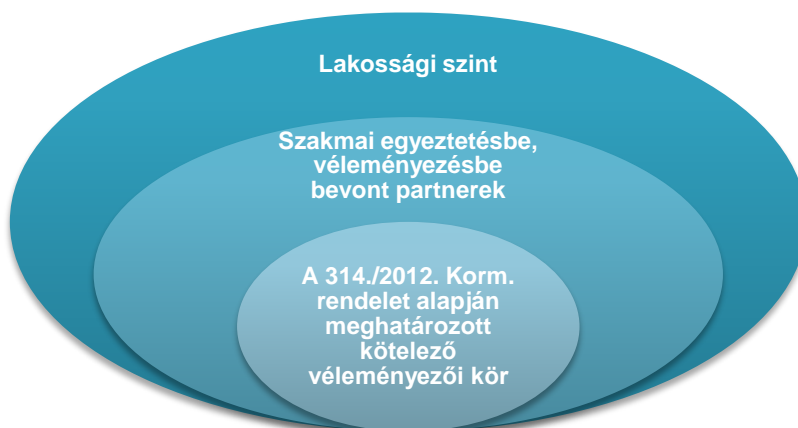 Lakossági szint
Szakmai egyeztetésbe,
véleményezésbe
bevont partnerek
A 314./2012. Korm.
rendelet alapján
meghatározott
kötelező
véleményezői kör